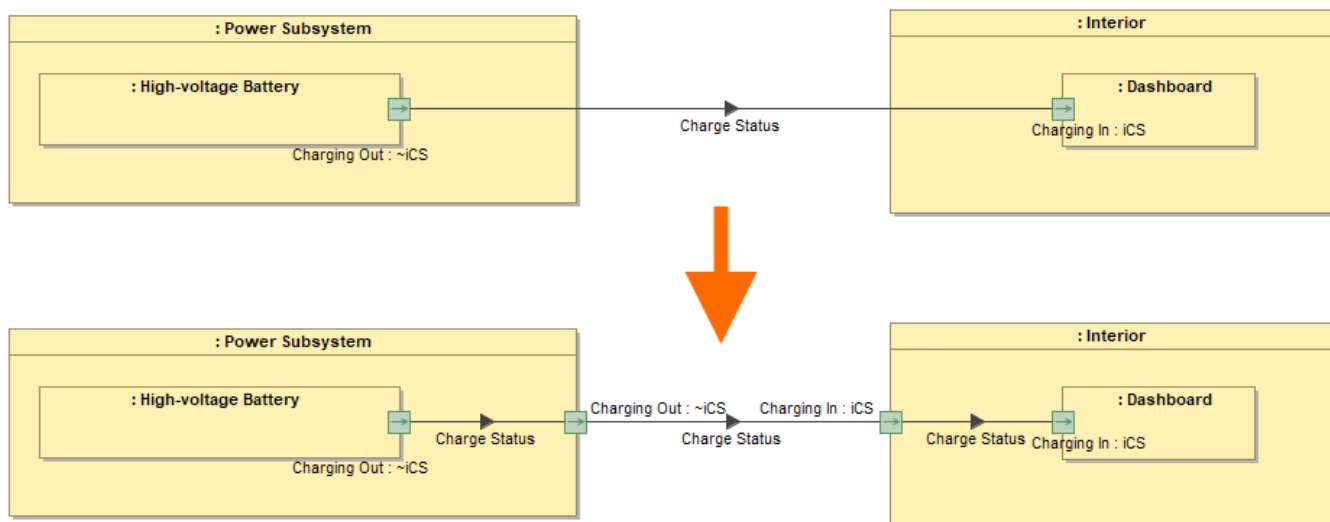 : Power Subsystem
: Interior
: High-voltage Battery
: Dashboard
Charge Status
Charging In : iCS
Charging Out : ~iCS
: Power Subsystem
: Interior
: High-voltage Battery
: Dashboard
Charging Out : ~iCS
Charging In : iCS
Charge Status
Charge Status
Charge Status
Charging In : iCS
Charging Out : ~iCS